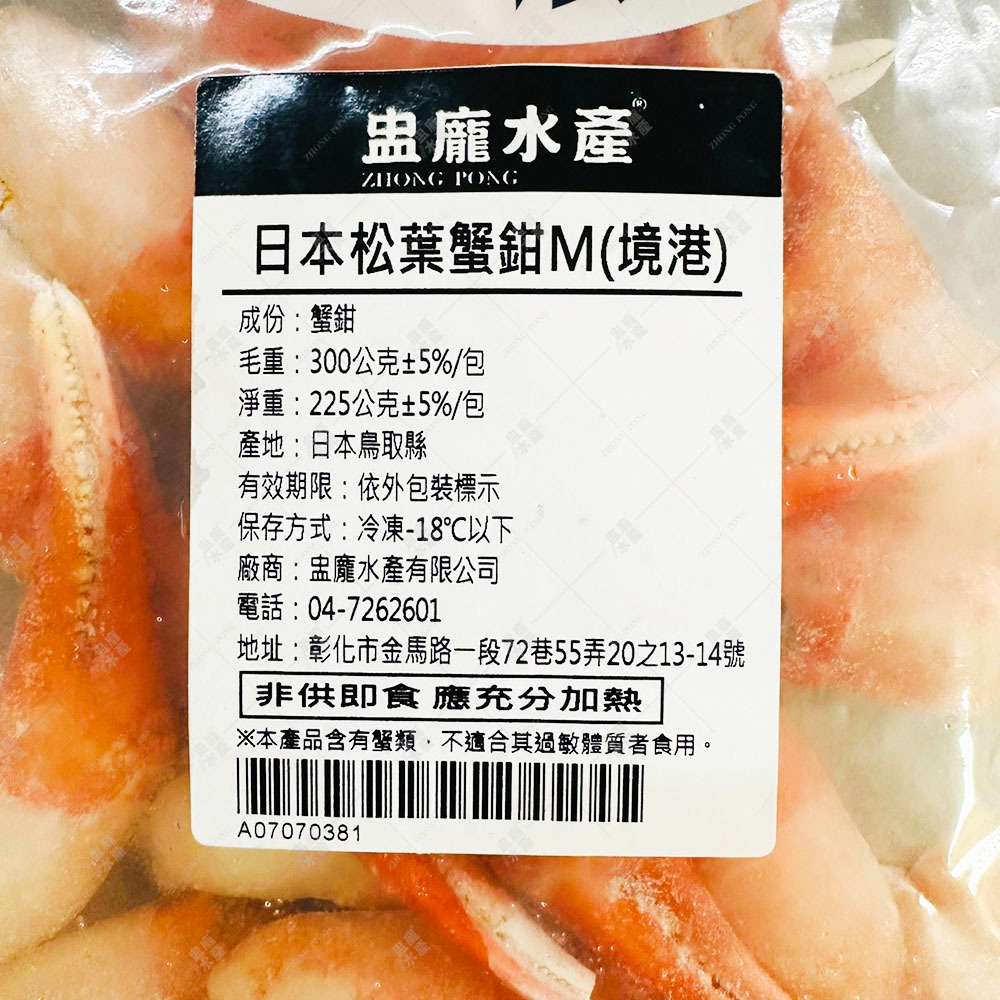 盅龐水產®
ZHONG PONG
日本松葉蟹鉗M(境港)
成份：蟹鉗
毛重：300公克±5%/包
淨重：225公克±5%/包
產地：日本鳥取縣
有效期限：依外包裝標示
保存方式：冷凍-18℃以下
廠商：盅龐水產有限公司
電話：04-7262601
地址：彰化市金馬路一段72巷55弄20之13-14號
非供即食 應充分加熱
※本產品含有蟹類，不適合其過敏體質者食用。
A07070381